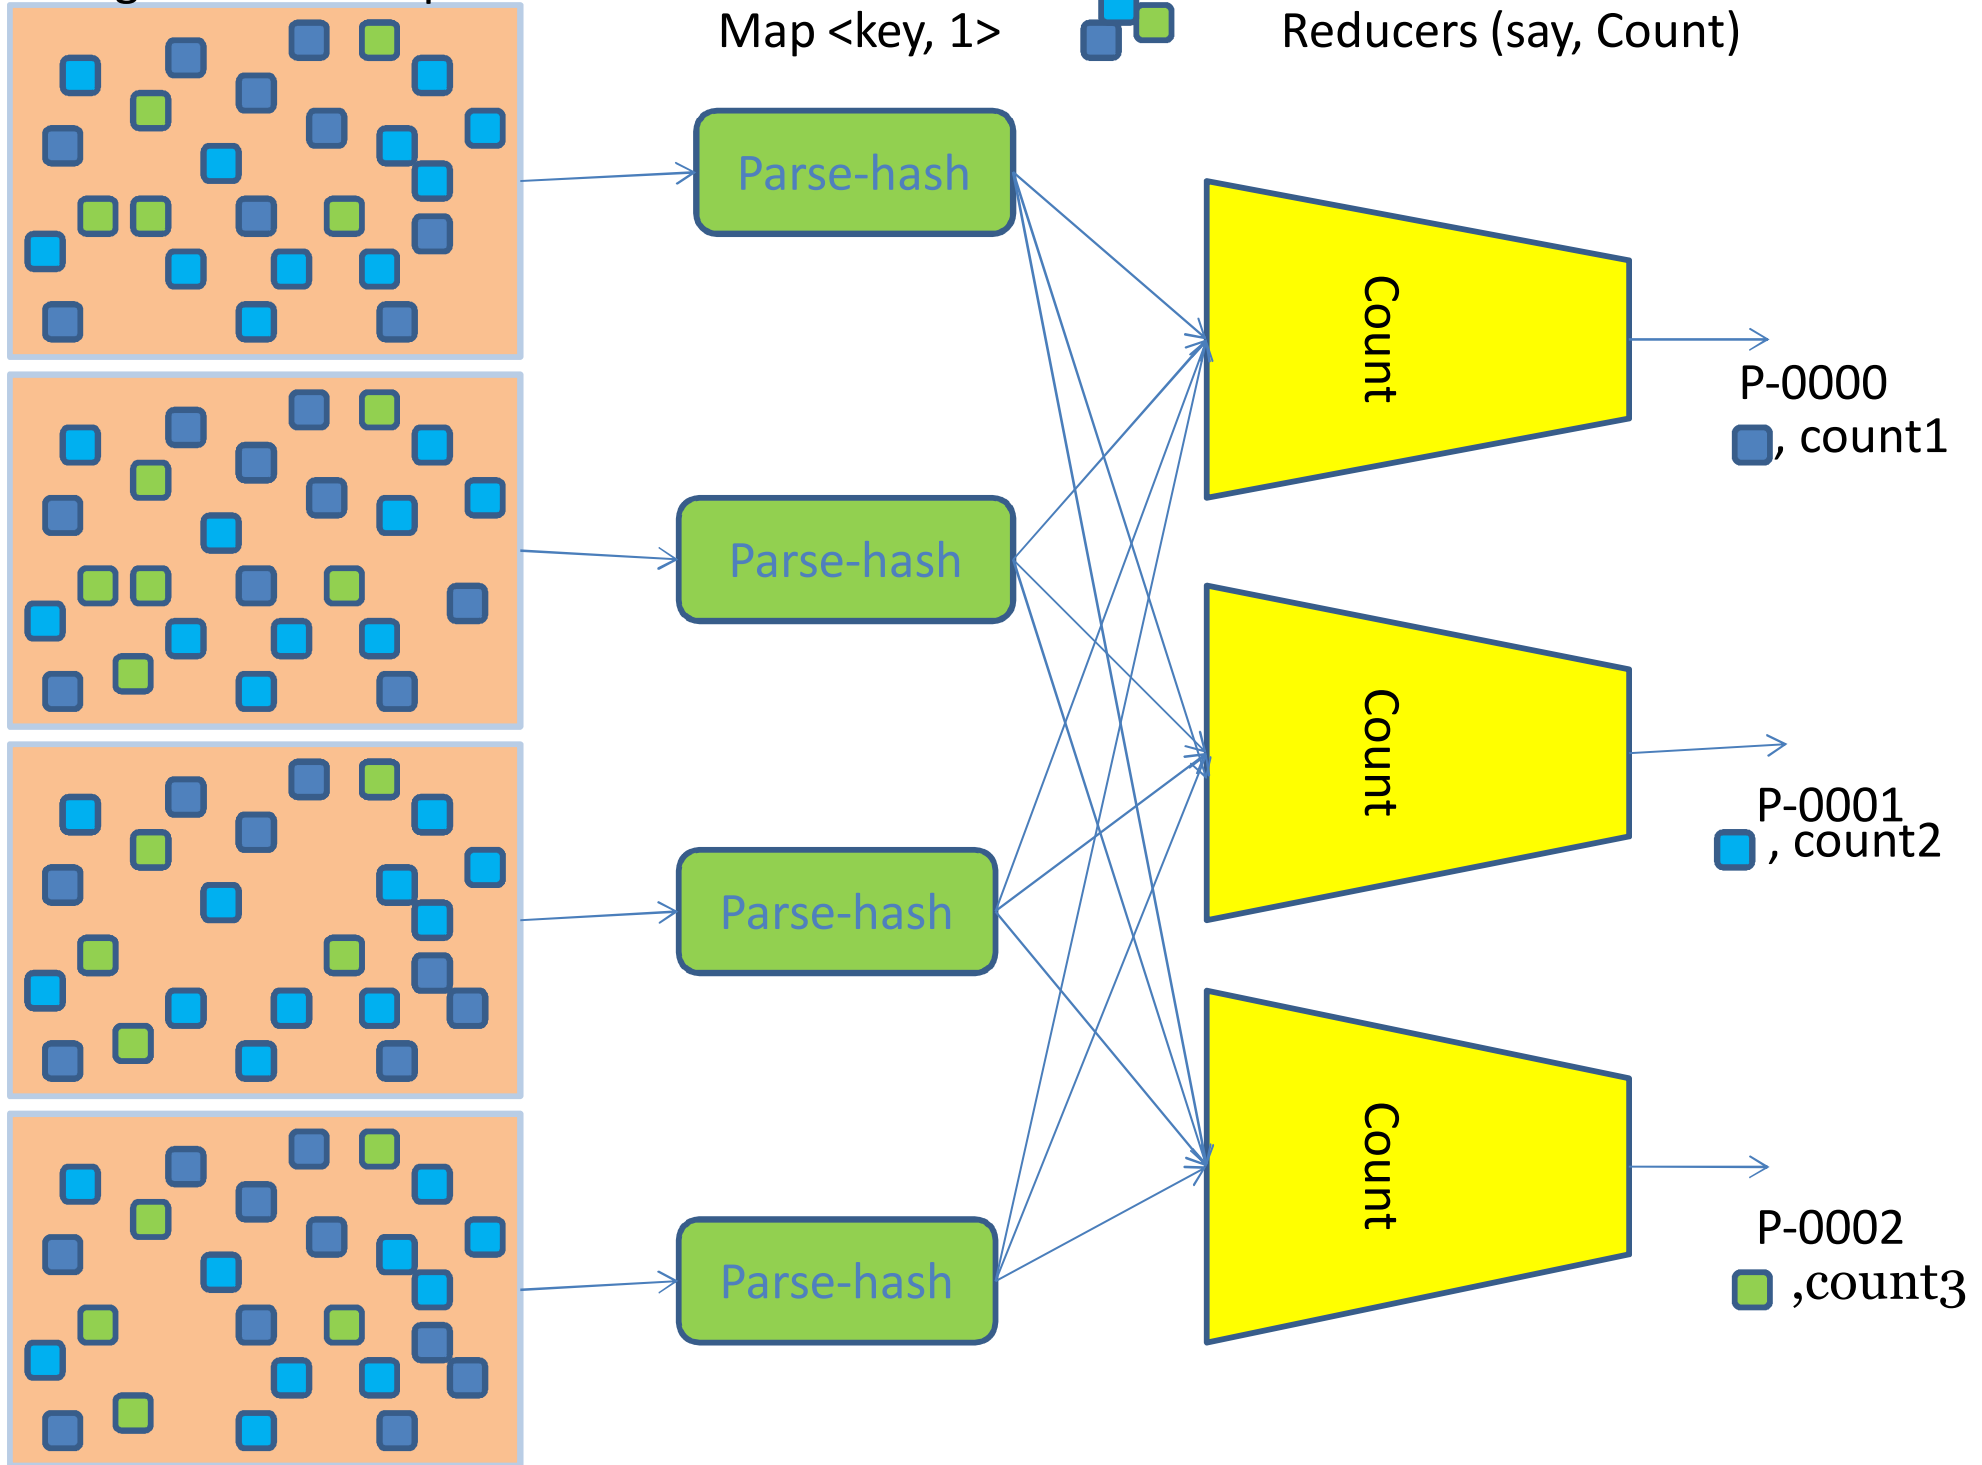 Map <key, 1>
Reducers (say, Count)
Parse-hash
Parse-hash
Parse-hash
Parse-hash
Count
Count
Count
P-0000
, count1
P-0001
, count2
P-0002
,count3